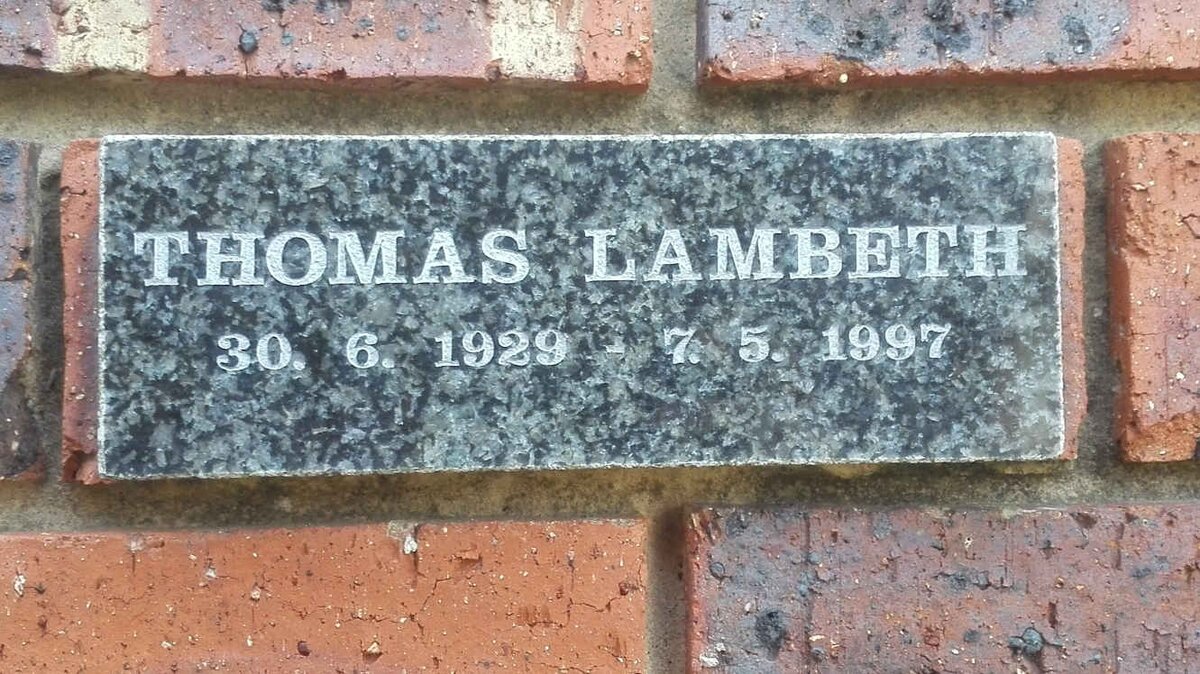 THOMAS LAMBETH
30. 6. 1929 - 7. 5. 1997